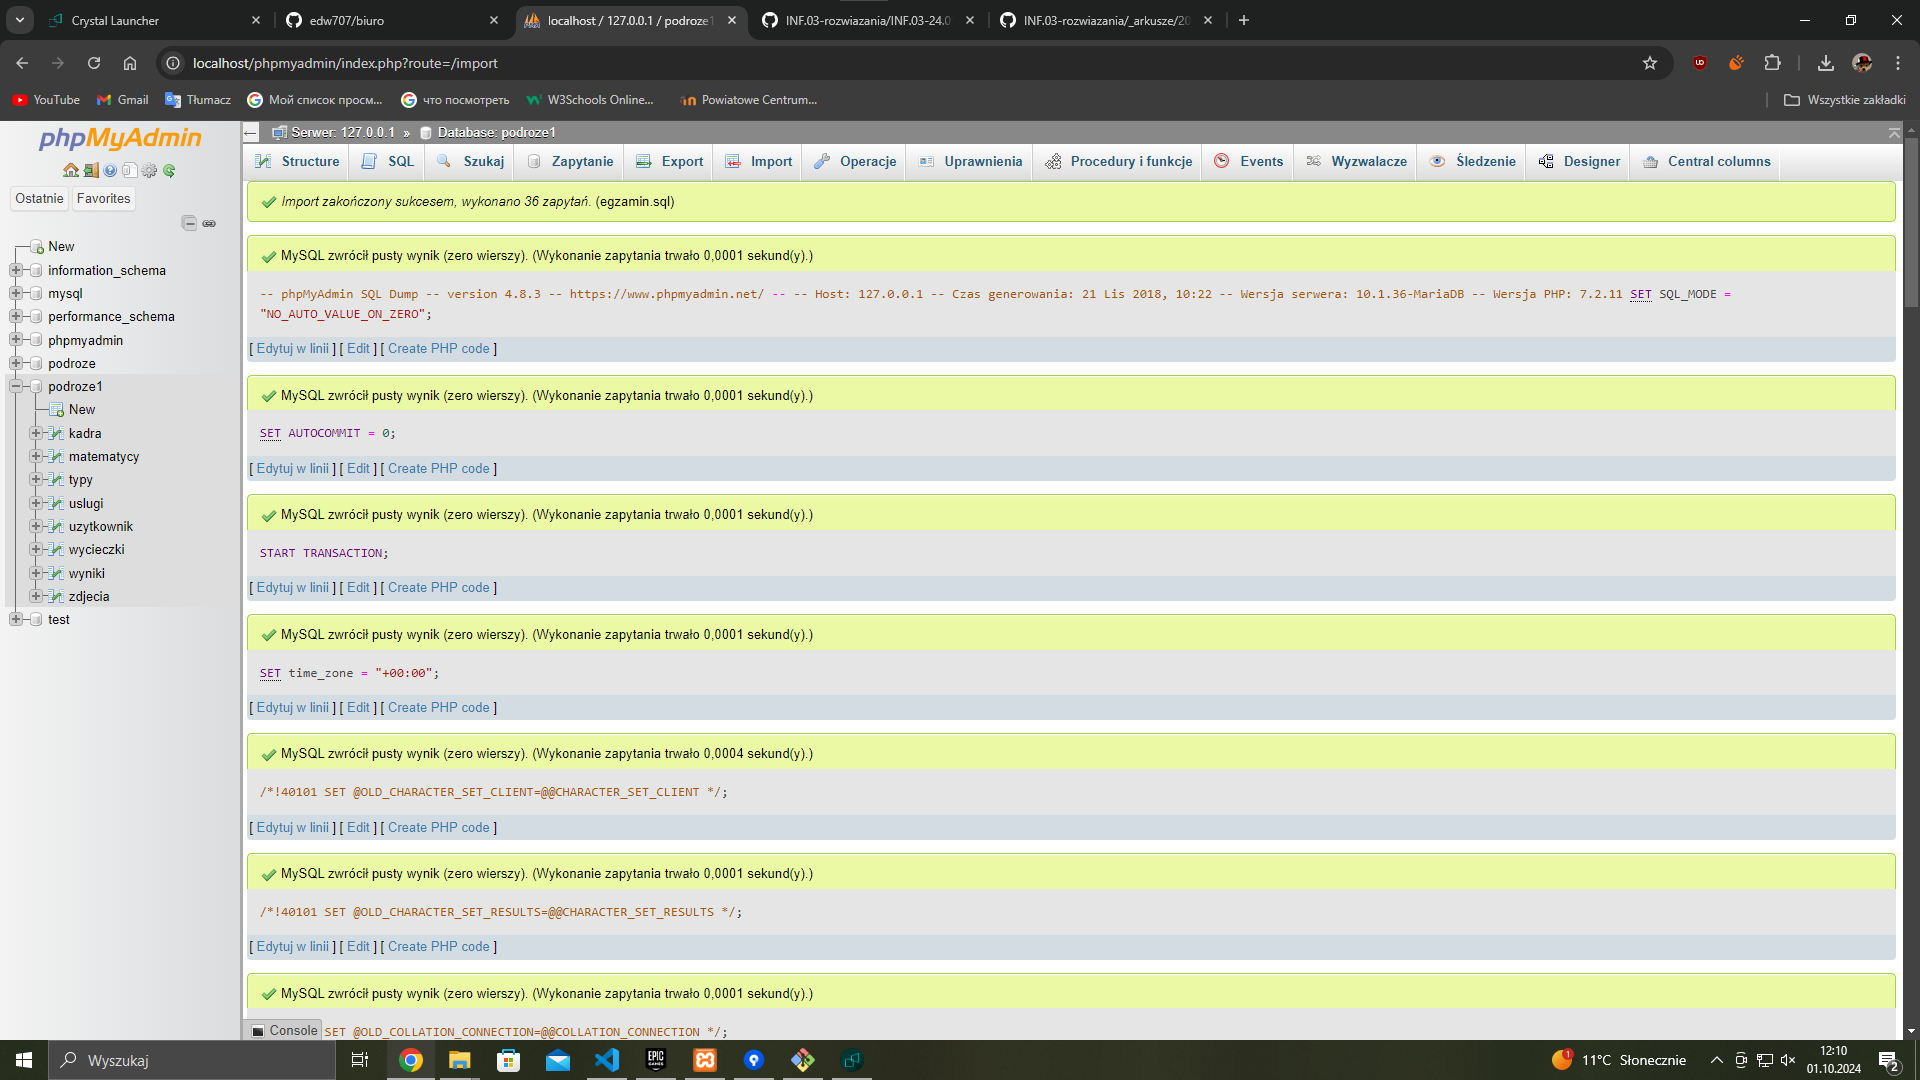 Crystal Launcher
edw707/biuro
localhost / 127.0.0.1 / podroze1
INF.03-rozwiazania/INF.03-24.0
INF.03-rozwiazania/_arkusze/20
localhost/phpmyadmin/index.php?route=/import
YouTube
Gmail
Tłumacz
Мой список просм...
что посмотреть
W3Schools Online...
Powiatowe Centrum...
Wszystkie zakładki
phpMyAdmin
Ostatnie
Favorites
New
information_schema
mysql
performance_schema
phpmyadmin
podroze
podroze1
New
kadra
matematycy
typy
uslugi
uzytkownik
wycieczki
wyniki
zdjecia
test
Serwer: 127.0.0.1 » Database: podroze1
Structure
SQL
Szukaj
Zapytanie
Export
Import
Operacje
Uprawnienia
Procedury i funkcje
Events
Wyzwalacze
Śledzenie
Designer
Central columns
Import zakończony sukcesem, wykonano 36 zapytań. (egzamin.sql)
MySQL zwrócił pusty wynik (zero wierszy). (Wykonanie zapytania trwało 0,0001 sekund(y).)
-- phpMyAdmin SQL Dump -- version 4.8.3 -- https://www.phpmyadmin.net/ -- -- Host: 127.0.0.1 -- Czas generowania: 21 Lis 2018, 10:22 -- Wersja serwera: 10.1.36-MariaDB -- Wersja PHP: 7.2.11 SET SQL_MODE =
"NO_AUTO_VALUE_ON_ZERO";
[ Edytuj w linii ] [ Edit ] [ Create PHP code ]
MySQL zwrócił pusty wynik (zero wierszy). (Wykonanie zapytania trwało 0,0001 sekund(y).)
SET AUTOCOMMIT = 0;
[ Edytuj w linii ] [ Edit ] [ Create PHP code ]
MySQL zwrócił pusty wynik (zero wierszy). (Wykonanie zapytania trwało 0,0001 sekund(y).)
START TRANSACTION;
[ Edytuj w linii ] [ Edit ] [ Create PHP code ]
MySQL zwrócił pusty wynik (zero wierszy). (Wykonanie zapytania trwało 0,0001 sekund(y).)
SET time_zone = "+00:00";
[ Edytuj w linii ] [ Edit ] [ Create PHP code ]
MySQL zwrócił pusty wynik (zero wierszy). (Wykonanie zapytania trwało 0,0004 sekund(y).)
/*!40101 SET @OLD_CHARACTER_SET_CLIENT=@@CHARACTER_SET_CLIENT */;
[ Edytuj w linii ] [ Edit ] [ Create PHP code ]
MySQL zwrócił pusty wynik (zero wierszy). (Wykonanie zapytania trwało 0,0001 sekund(y).)
/*!40101 SET @OLD_CHARACTER_SET_RESULTS=@@CHARACTER_SET_RESULTS */;
[ Edytuj w linii ] [ Edit ] [ Create PHP code ]
MySQL zwrócił pusty wynik (zero wierszy). (Wykonanie zapytania trwało 0,0001 sekund(y).)
Console
SET @OLD_COLLATION_CONNECTION=@@COLLATION_CONNECTION */;
Wyszukaj
EPIC GAMES
1
11°C Słonecznie
12:10
01.10.2024
2